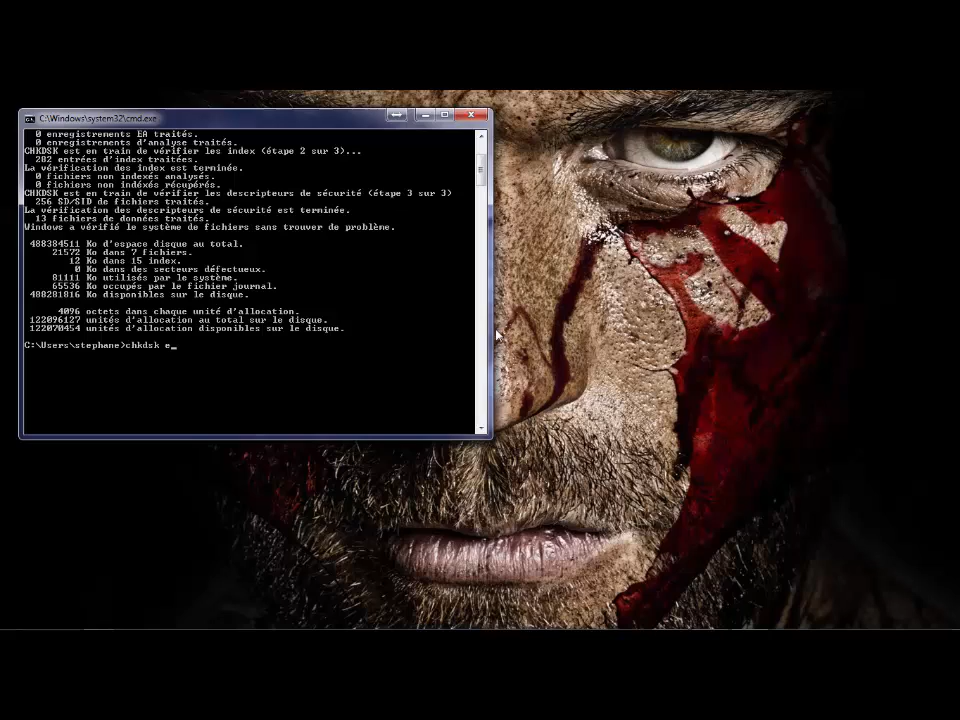 C:\Windows\system32\cmd.exe
0 enregistrements EA traités.
0 enregistrements d'analyse traités.
CHKDSK est en train de vérifier les index (étape 2 sur 3)...
282 entrées d'index traitées.
La vérification des index est terminée.
0 fichiers non indexés analysés.
0 fichiers non indexés récupérés.
CHKDSK est en train de vérifier les descripteurs de sécurité (étape 3 sur 3)
256 SD/SID de fichiers traités.
La vérification des descripteurs de sécurité est terminée.
13 fichiers de données traités.
Windows a vérifié le système de fichiers sans trouver de problème.
488384511 Ko d'espace disque au total.
21572 Ko dans 7 fichiers.
12 Ko dans 15 index.
0 Ko dans des secteurs défectueux.
81111 Ko utilisés par le système.
65536 Ko occupés par le fichier journal.
488281816 Ko disponibles sur le disque.
4096 octets dans chaque unité d'allocation.
122096127 unités d'allocation au total sur le disque.
122070454 unités d'allocation disponibles sur le disque.
C:\Users\stephane>chkdsk e_